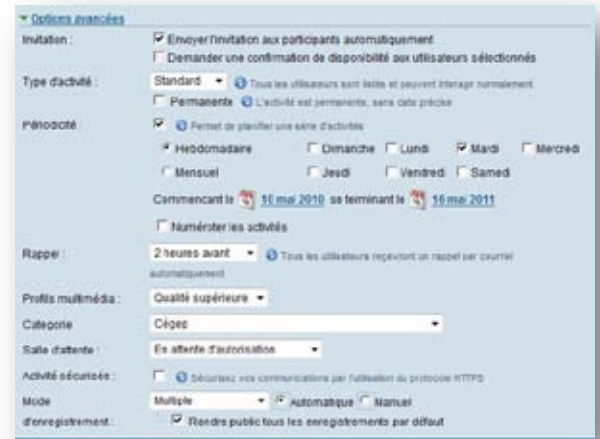 Options avancées
Invitation : Envoyer l'invitation aux participants automatiquement
Demander une confirmation de disponibilité aux utilisateurs sélectionnés
Type d'activité : Standard Tous les utilisateurs sont listés et peuvent interagir normalement
Permanente L'activité est permanente, sans date précise
Périodicité Permet de planifier une série d'activités
Hebdomadaire Dimanche Lundi Mardi Mercredi
Mensuel Jeudi Vendredi Samedi
Commencant le 10 mai 2010 se terminant le 16 mai 2011
Numéroter les activités
Rappel : 2 heures avant Tous les utilisateurs recevront un rappel par courriel
automatiquement
Profils multimédia : Qualité supérieure
Catégorie Cégep
Salle d'attente : En attente d'autorisation
Activité sécurisée : Sécurisez vos communications par l'utilisation du protocole HTTPS
Mode Multiple Automatique Manuel
d'enregistrement : Rendre public tous les enregistrements par défaut